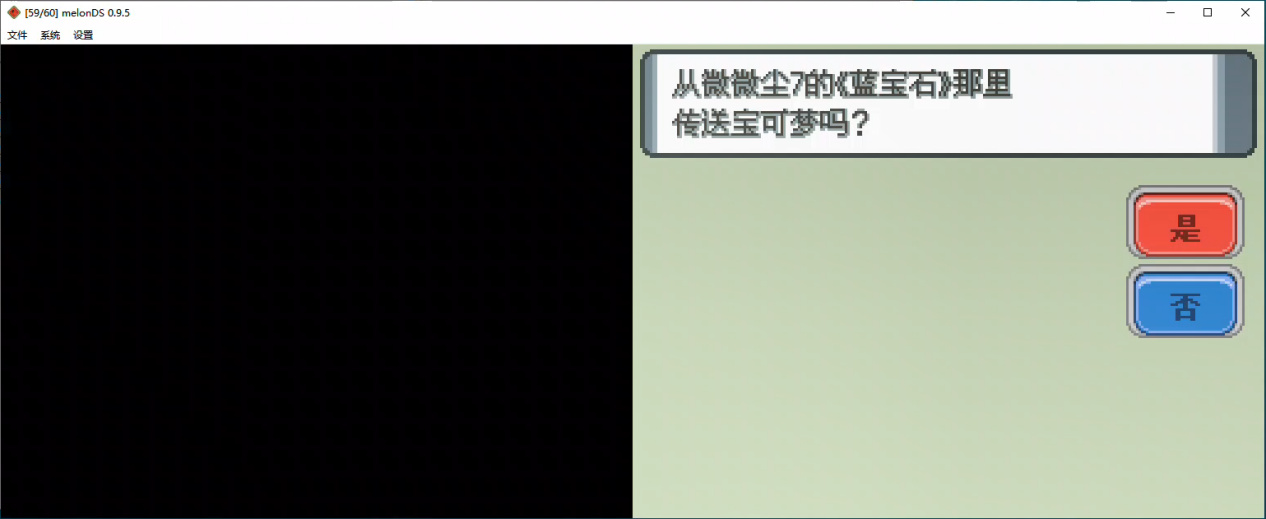 [59/60] melonDS 0.9.5
文件 系统 设置
从微微尘7的《蓝宝石》那里
传送宝可梦吗？
是
否